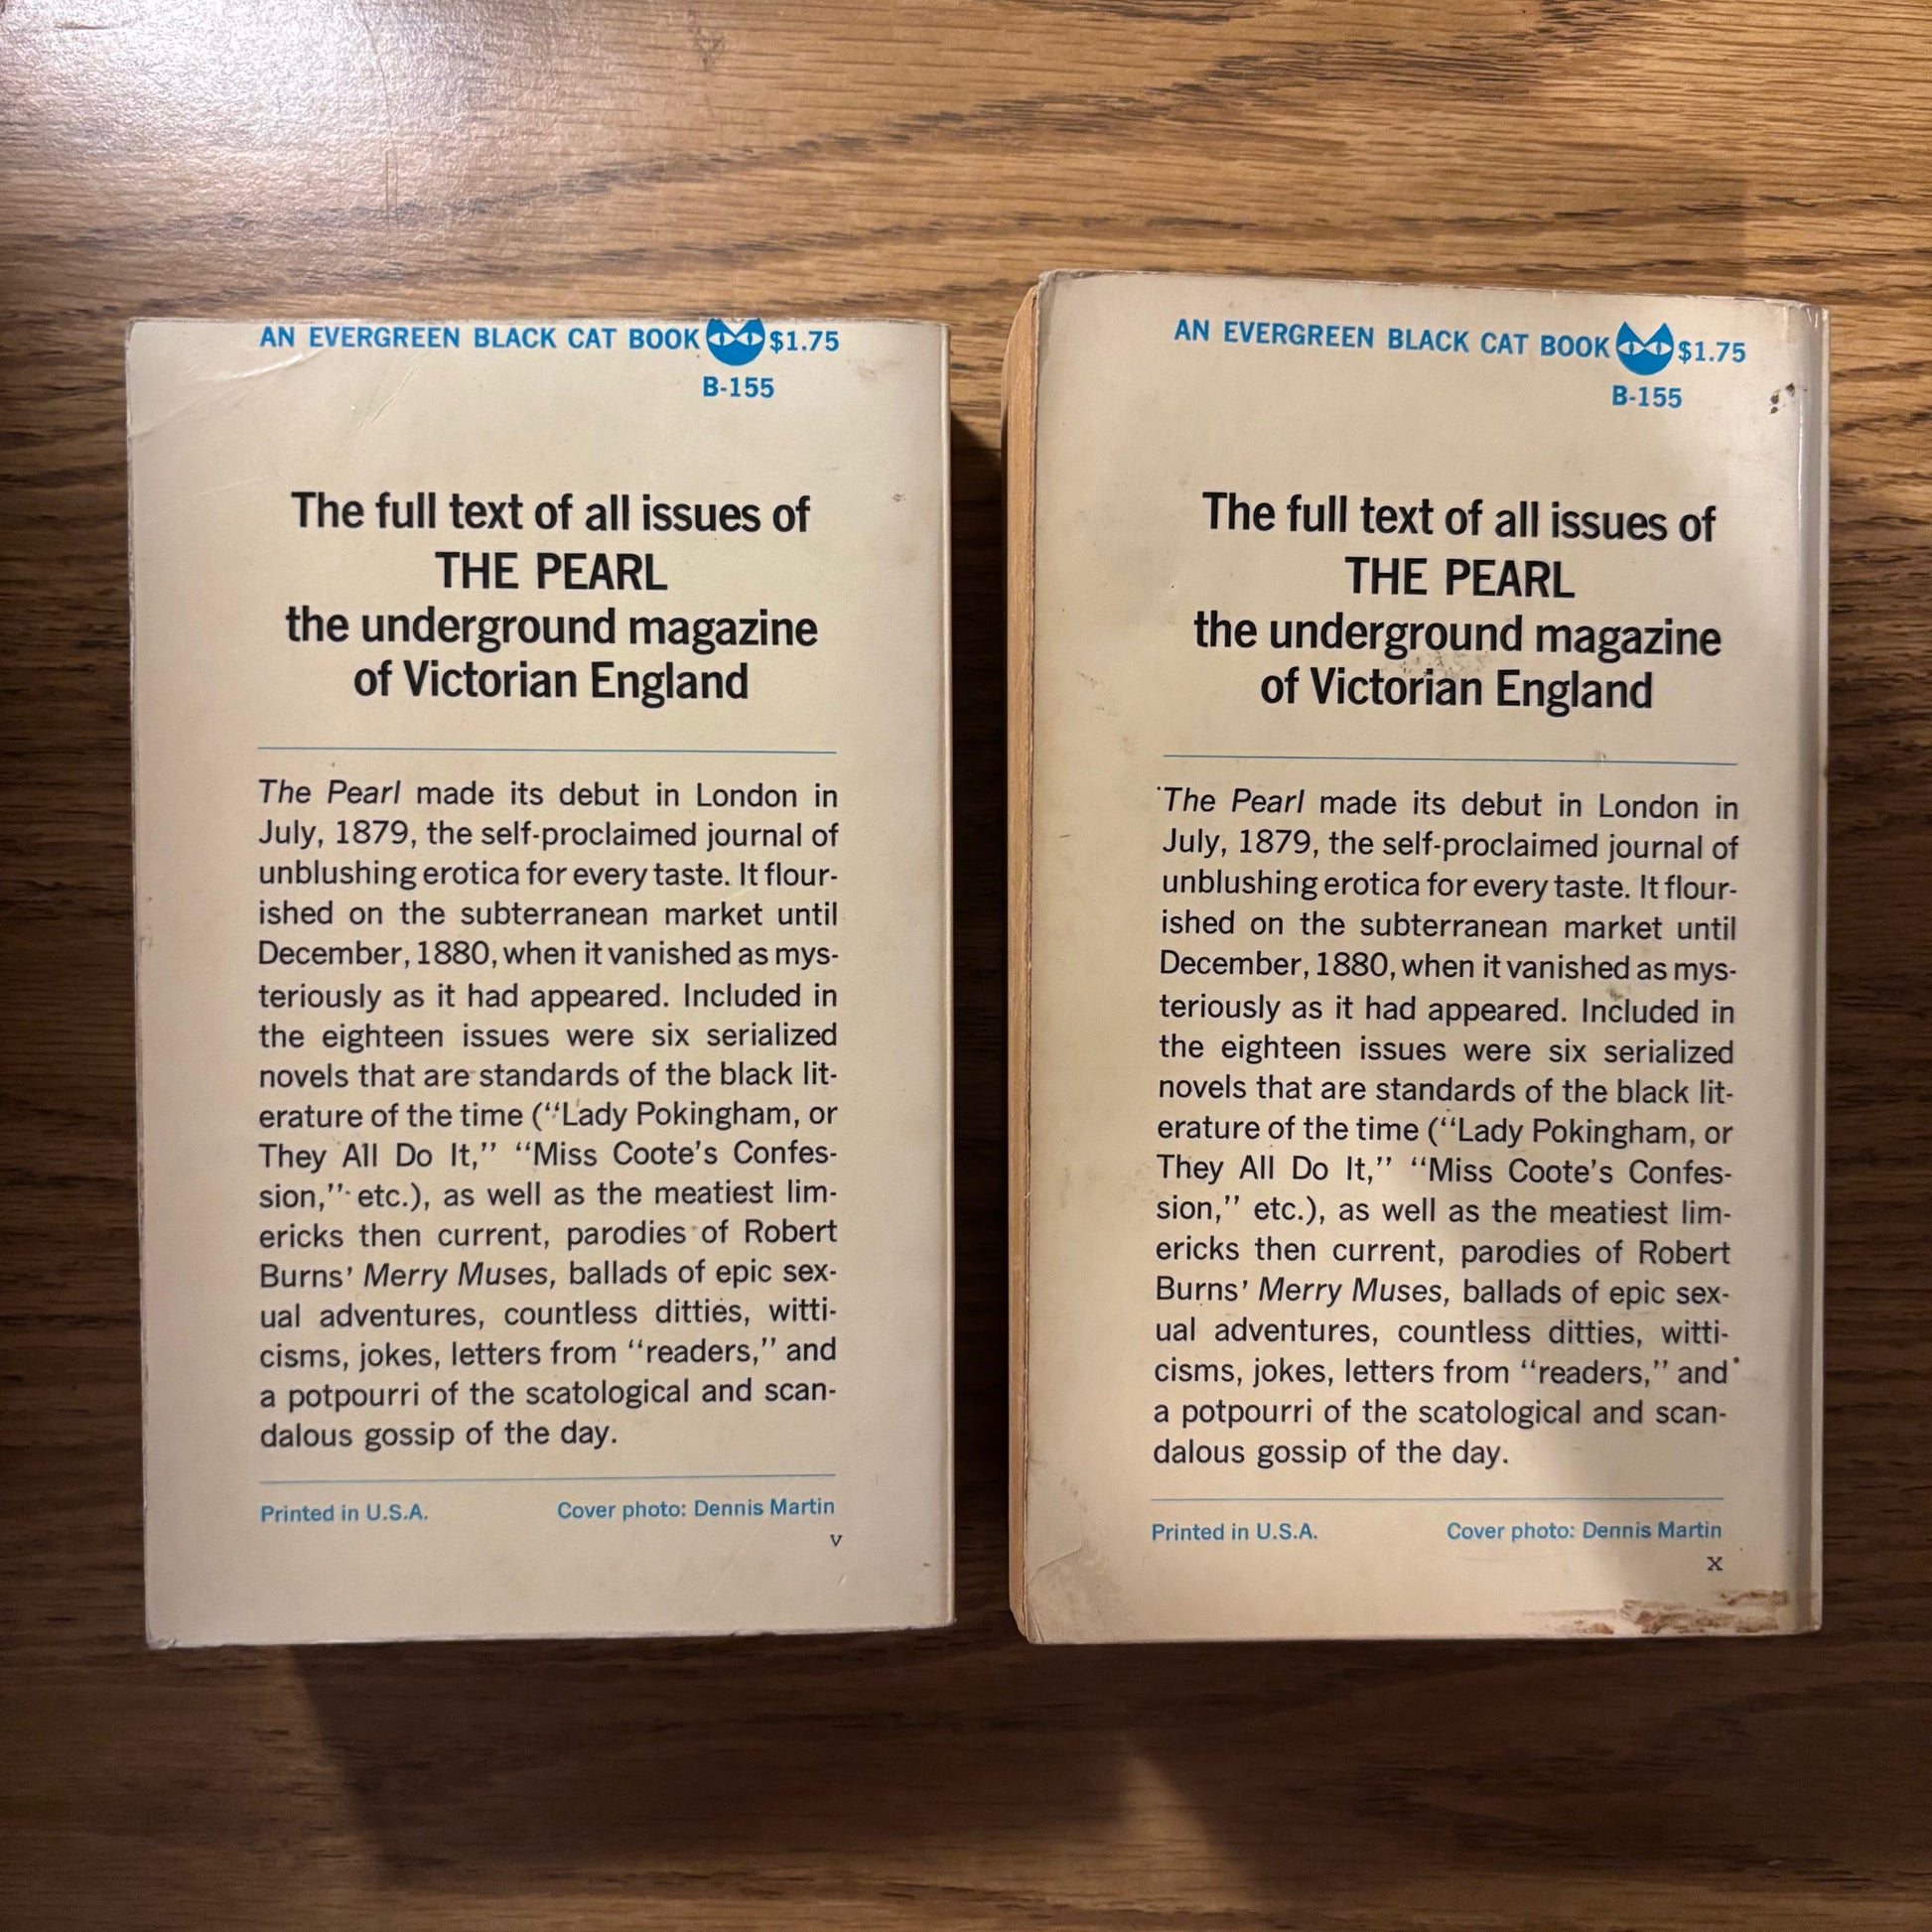 AN EVERGREEN BLACK CAT BOOK $1.75
B-155
The full text of all issues of
THE PEARL
the underground magazine
of Victorian England
The Pearl made its debut in London in
July, 1879, the self-proclaimed journal of
unblushing erotica for every taste. It flour-
ished on the subterranean market until
December, 1880, when it vanished as mys-
teriously as it had appeared. Included in
the eighteen issues were six serialized
novels that are standards of the black lit-
erature of the time (“Lady Pokingham, or
They All Do It,” “Miss Coote’s Confes-
sion,” etc.), as well as the meatiest lim-
ericks then current, parodies of Robert
Burns’ Merry Muses, ballads of epic sex-
ual adventures, countless ditties, witti-
cisms, jokes, letters from “readers,” and
a potpourri of the scatological and scan-
dalous gossip of the day.
Printed in U.S.A. Cover photo: Dennis Martin
v
AN EVERGREEN BLACK CAT BOOK $1.75
B-155
The full text of all issues of
THE PEARL
the underground magazine
of Victorian England
The Pearl made its debut in London in
July, 1879, the self-proclaimed journal of
unblushing erotica for every taste. It flour-
ished on the subterranean market until
December, 1880, when it vanished as mys-
teriously as it had appeared. Included in
the eighteen issues were six serialized
novels that are standards of the black lit-
erature of the time (“Lady Pokingham, or
They All Do It,” “Miss Coote’s Confes-
sion,” etc.), as well as the meatiest lim-
ericks then current, parodies of Robert
Burns’ Merry Muses, ballads of epic sex-
ual adventures, countless ditties, witti-
cisms, jokes, letters from “readers,” and
a potpourri of the scatological and scan-
dalous gossip of the day.
Printed in U.S.A. Cover photo: Dennis Martin
x